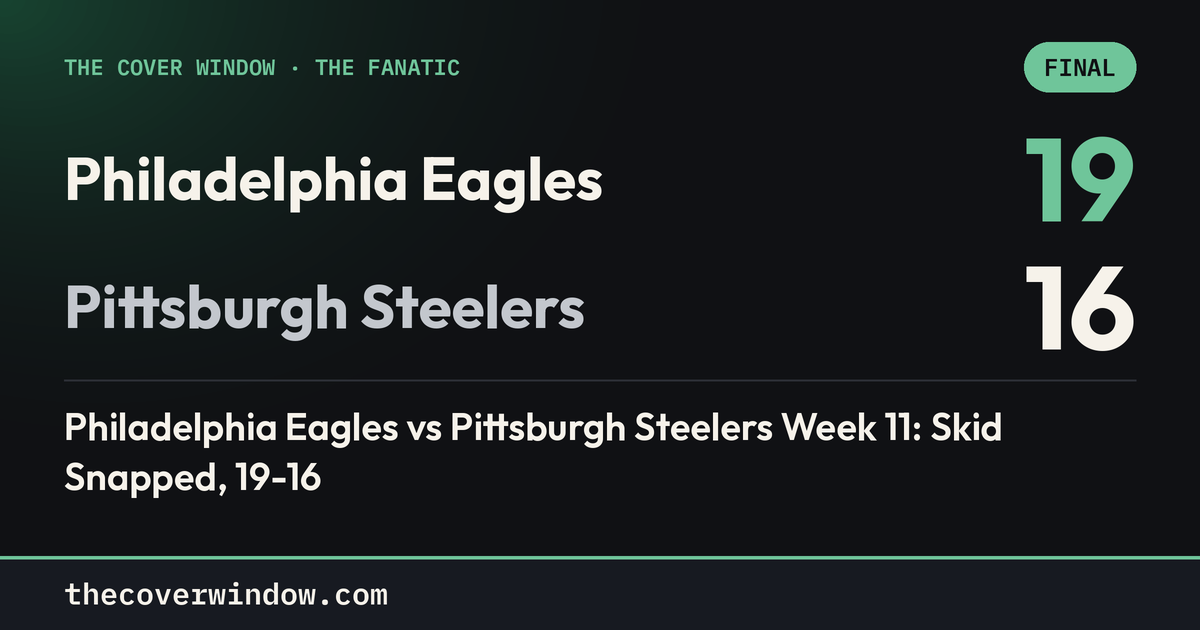 THE COVER WINDOW · THE FANATIC
FINAL
Philadelphia Eagles 19
Pittsburgh Steelers 16
Philadelphia Eagles vs Pittsburgh Steelers Week 11: Skid
Snapped, 19-16
thecoverwindow.com